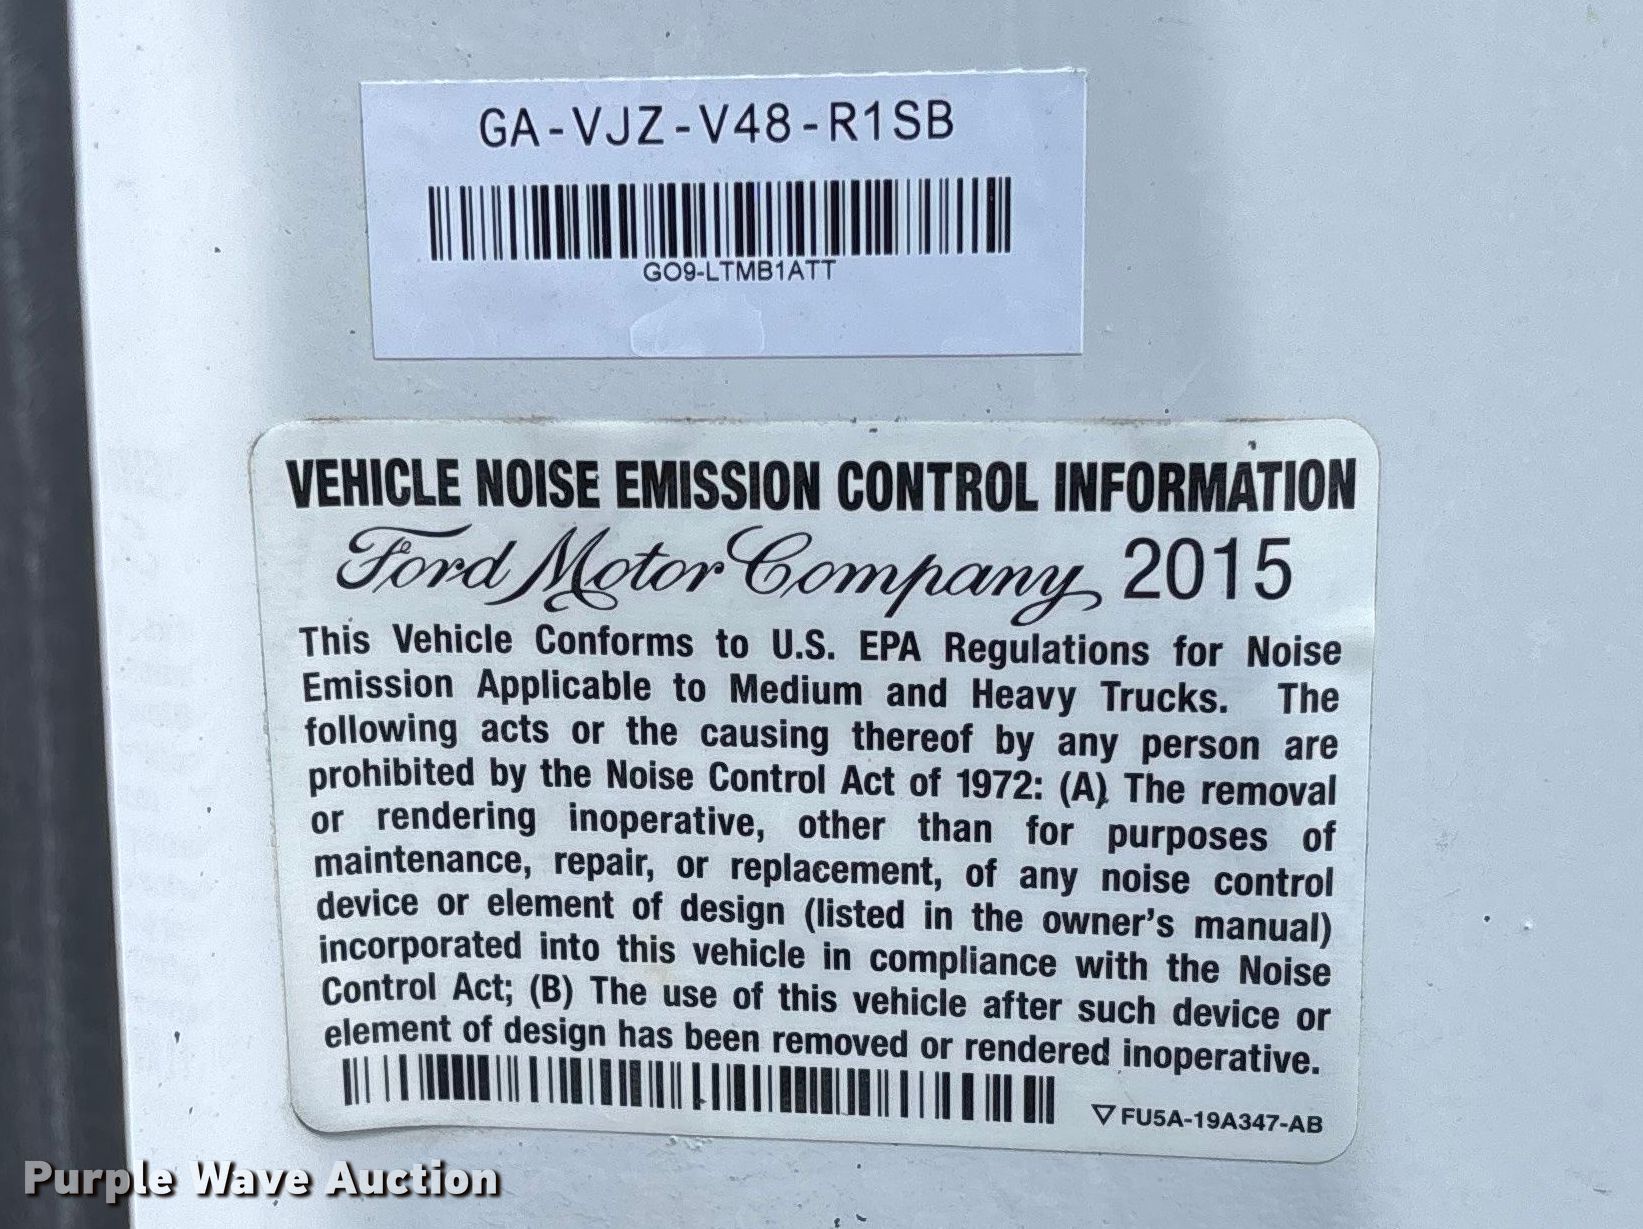 GA-VJZ-V48-R1SB
GO9-LTMB1ATT
VEHICLE NOISE EMISSION CONTROL INFORMATION
Ford Motor Company 2015
This Vehicle Conforms to U.S. EPA Regulations for Noise
Emission Applicable to Medium and Heavy Trucks. The
following acts or the causing thereof by any person are
prohibited by the Noise Control Act of 1972: (A) The removal
or rendering inoperative, other than for purposes of
maintenance, repair, or replacement, of any noise control
device or element of design (listed in the owner's manual)
incorporated into this vehicle in compliance with the Noise
Control Act; (B) The use of this vehicle after such device or
element of design has been removed or rendered inoperative.
▽ FU5A-19A347-AB
Purple Wave Auction